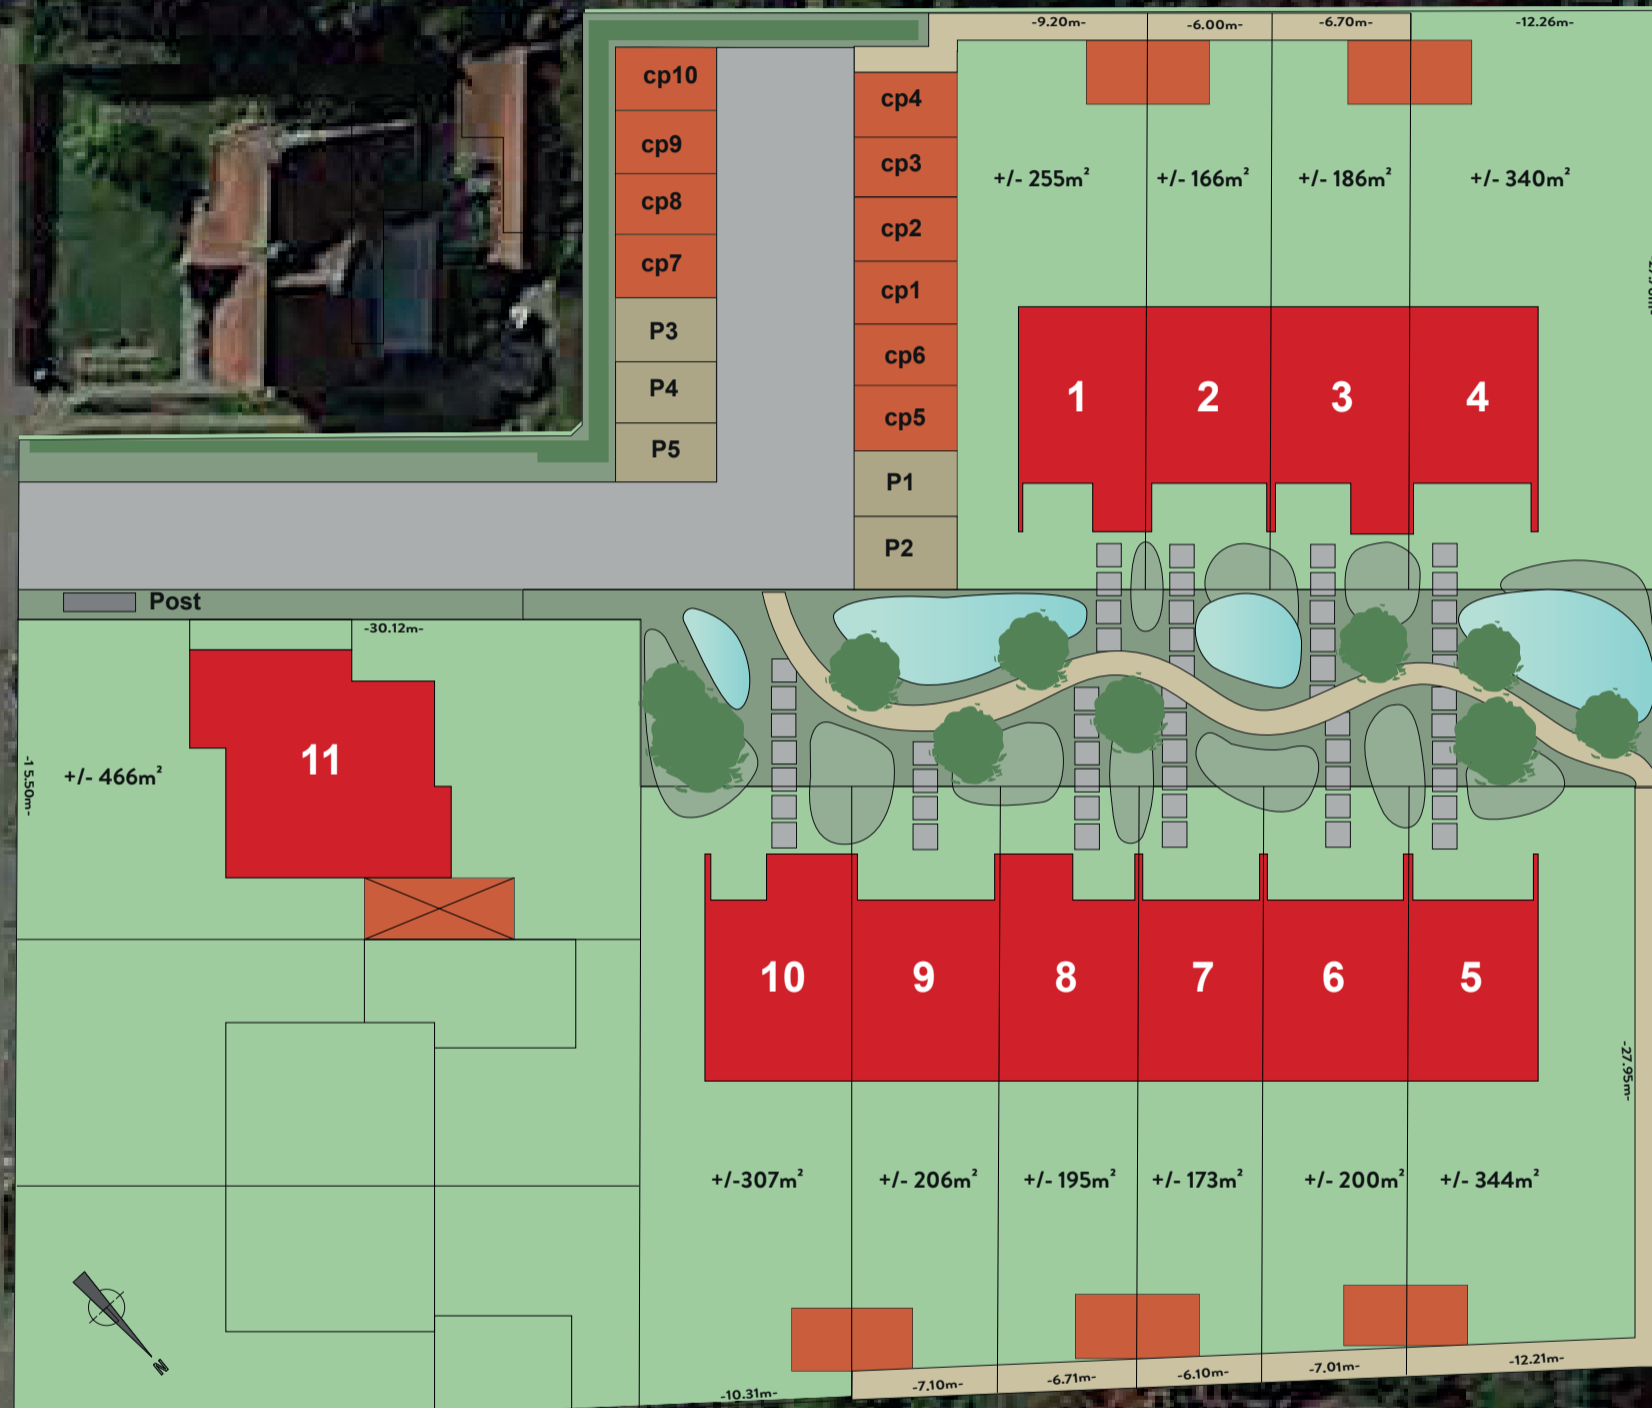 -9.20m-
-6.00m-
-6.70m-
-12.26m-
cp10
cp9
cp8
cp7
P3
P4
P5
cp4
cp3
cp2
cp1
cp6
cp5
P1
P2
+/- 255m²
+/- 166m²
+/- 186m²
+/- 340m²
1
2
3
4
Post
-30.12m-
-15.50m-
+/- 466m²
11
10
9
8
7
6
5
-27.95m-
+/-307m²
+/- 206m²
+/- 195m²
+/- 173m²
+/- 200m²
+/- 344m²
N
-10.31m-
-7.10m-
-6.71m-
-6.10m-
-7.01m-
-12.21m-